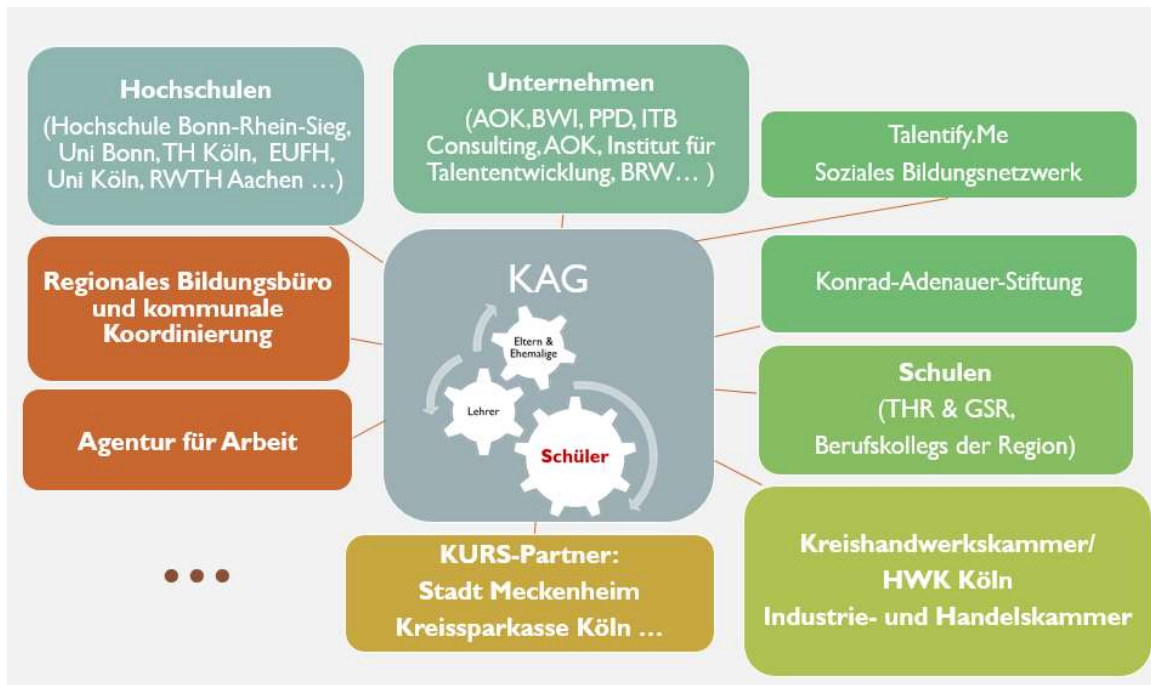 Hochschulen
(Hochschule Bonn-Rhein-Sieg,
Uni Bonn, TH Köln, EUFH,
Uni Köln, RWTH Aachen ...)
Unternehmen
(AOK,BWI, PPD, ITB
Consulting, AOK, Institut für
Talententwicklung, BRW... )
Talentify.Me
Soziales Bildungsnetzwerk
Regionales Bildungsbüro
und kommunale
Koordinierung
KAG
Eltern &
Ehemalige
Lehrer
Schüler
Konrad-Adenauer-Stiftung
Schulen
(THR & GSR,
Berufskollegs der Region)
Agentur für Arbeit
KURS-Partner:
Stadt Meckenheim
Kreissparkasse Köln ...
Kreishandwerkskammer/
HWK Köln
Industrie- und Handelskammer
...